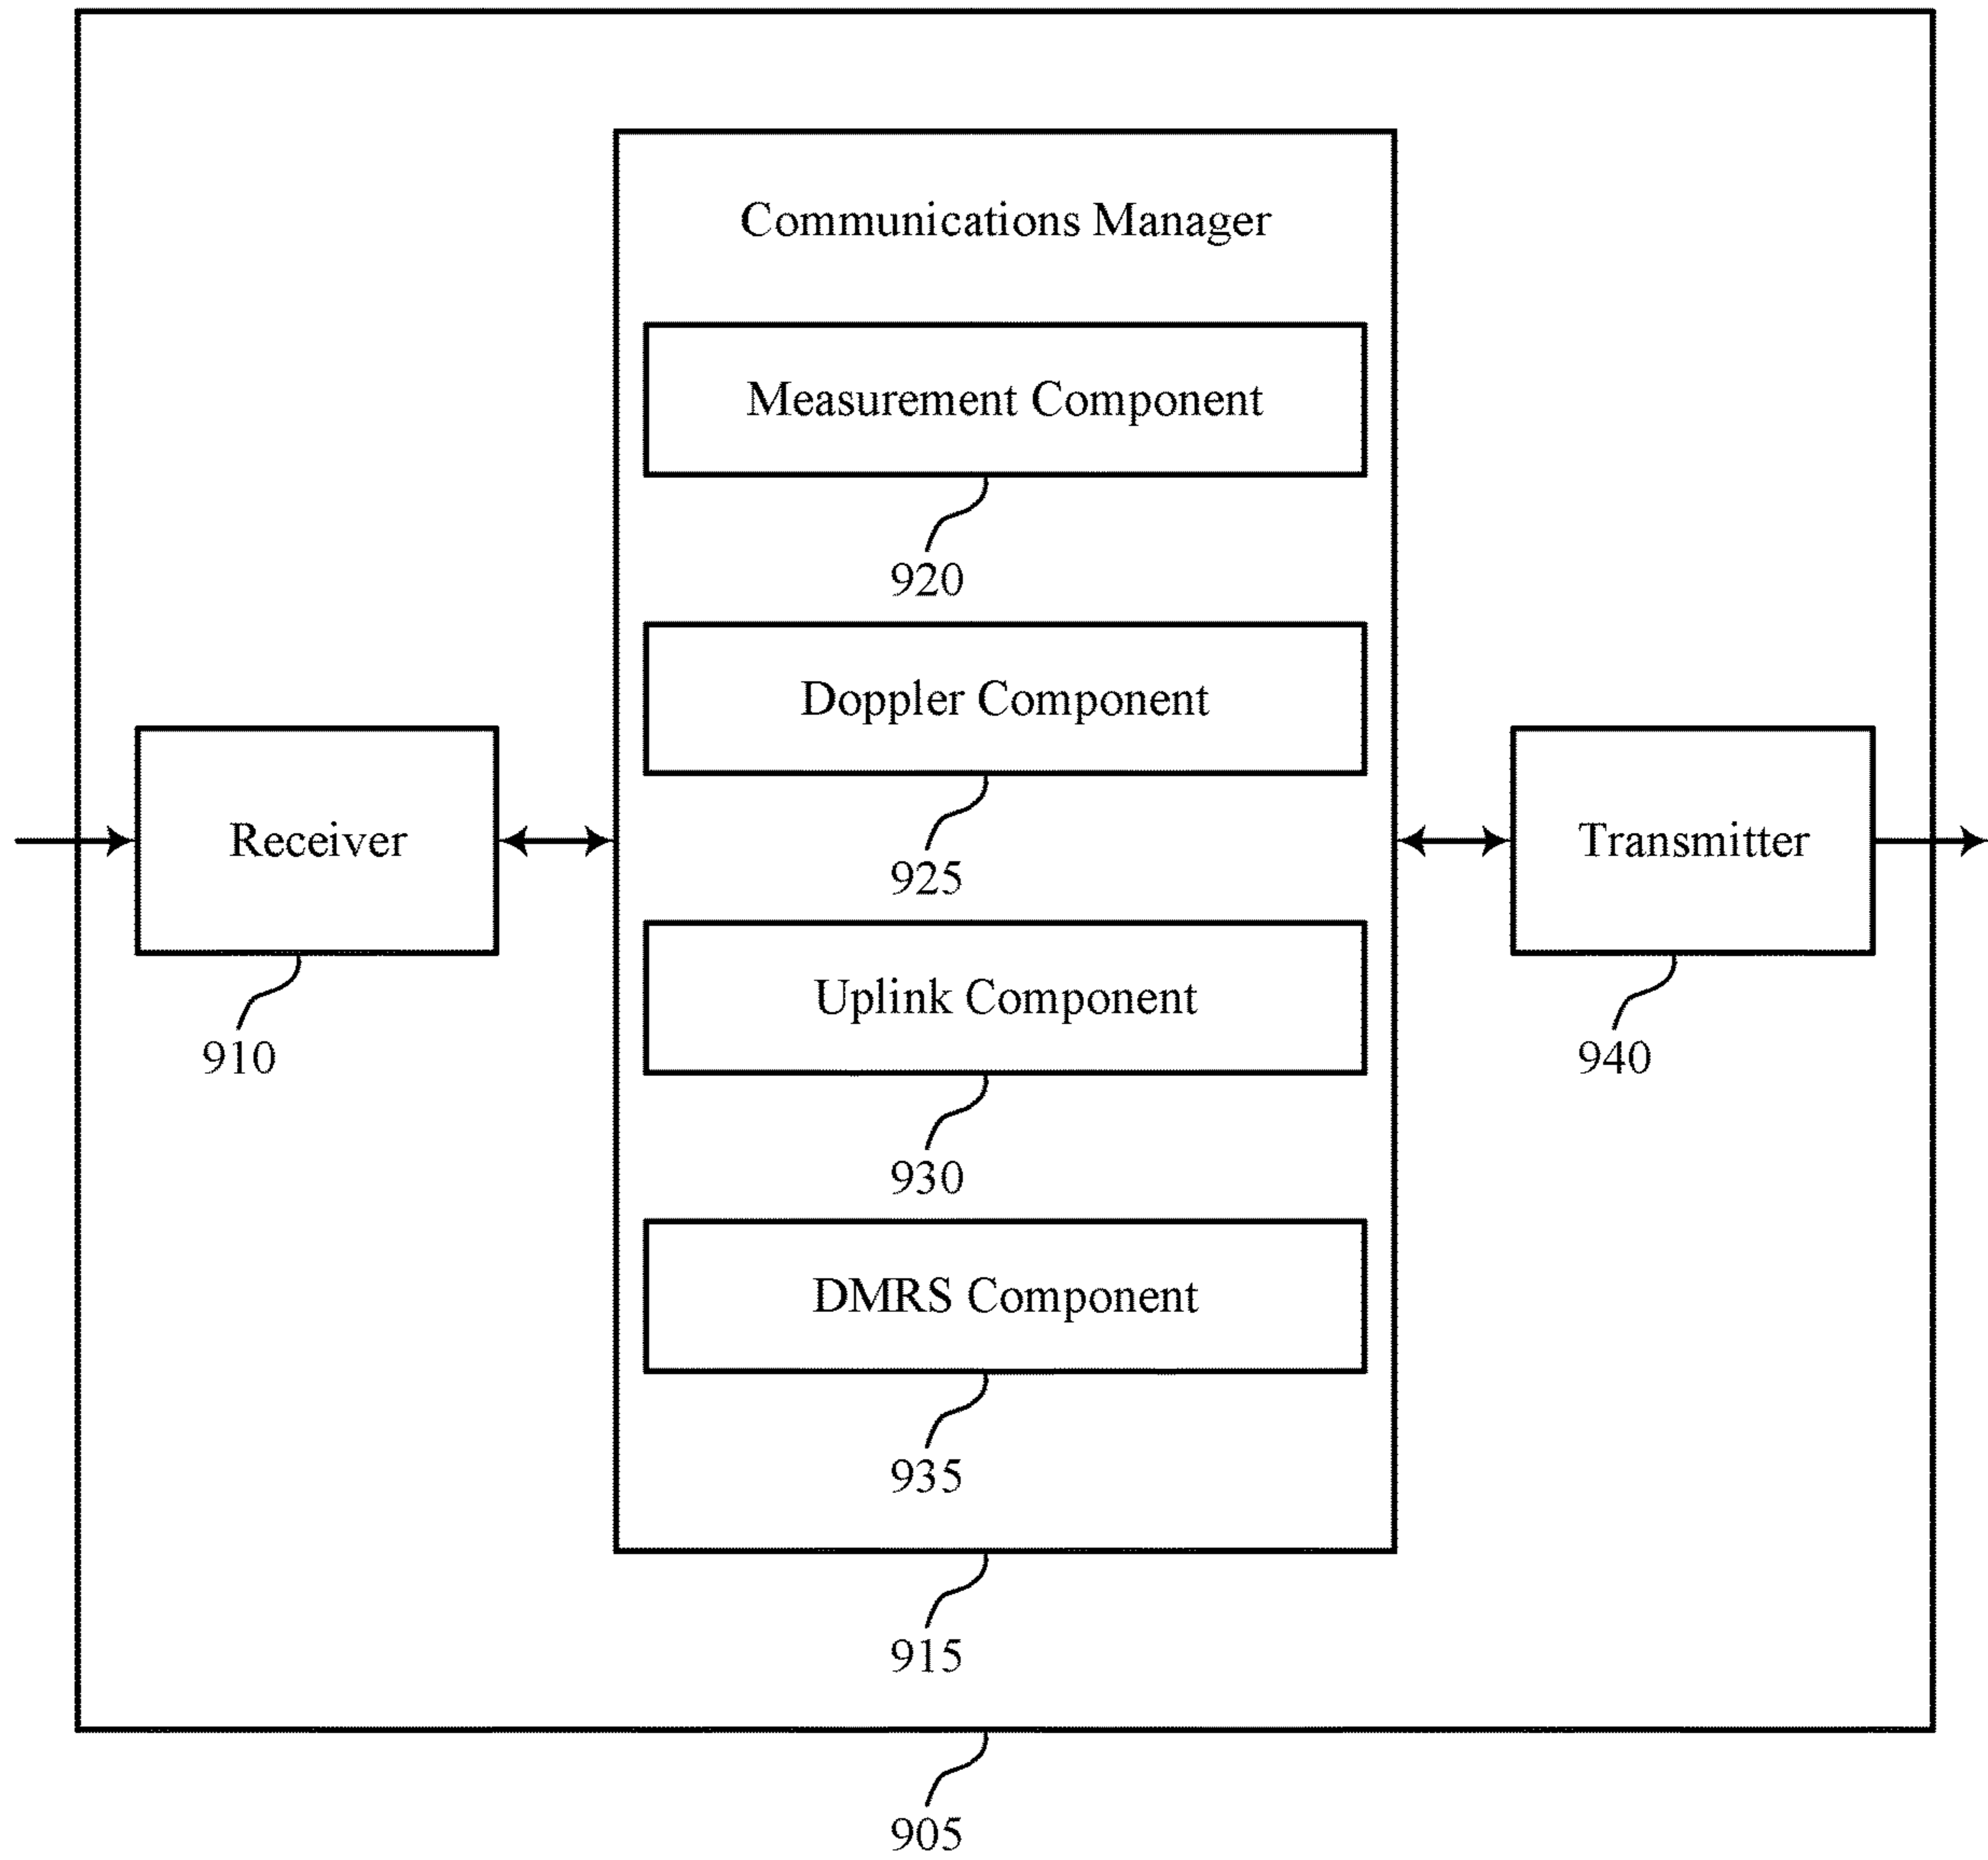 Communications Manager
Measurement Component
920
Doppler Component
925
Receiver
910
Transmitter
940
Uplink Component
930
DMRS Component
935
915
905